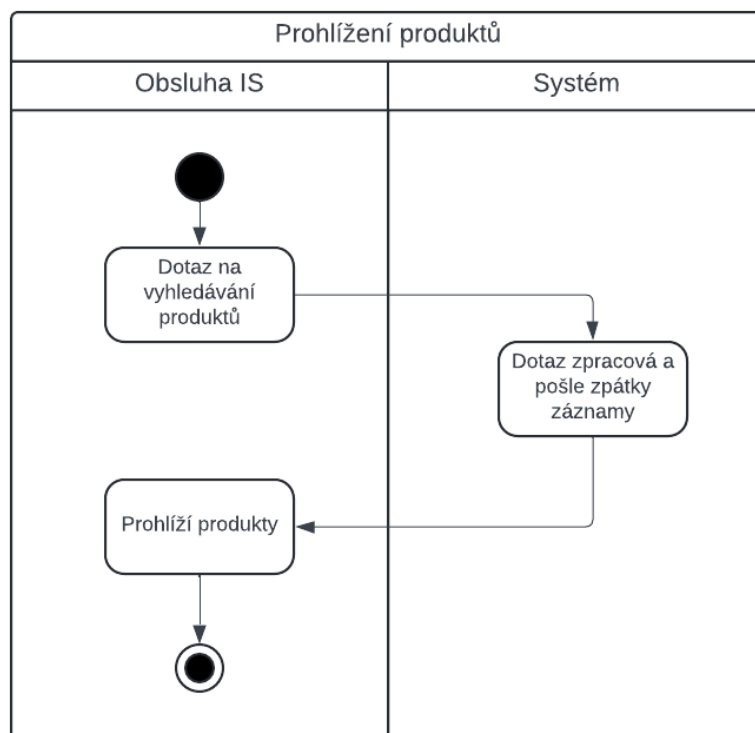 Prohlížení produktů
Obsluha IS
Systém
Dotaz na
vyhledávání
produktů
Dotaz zpracová a
pošle zpátky
záznamy
Prohlíží produkty